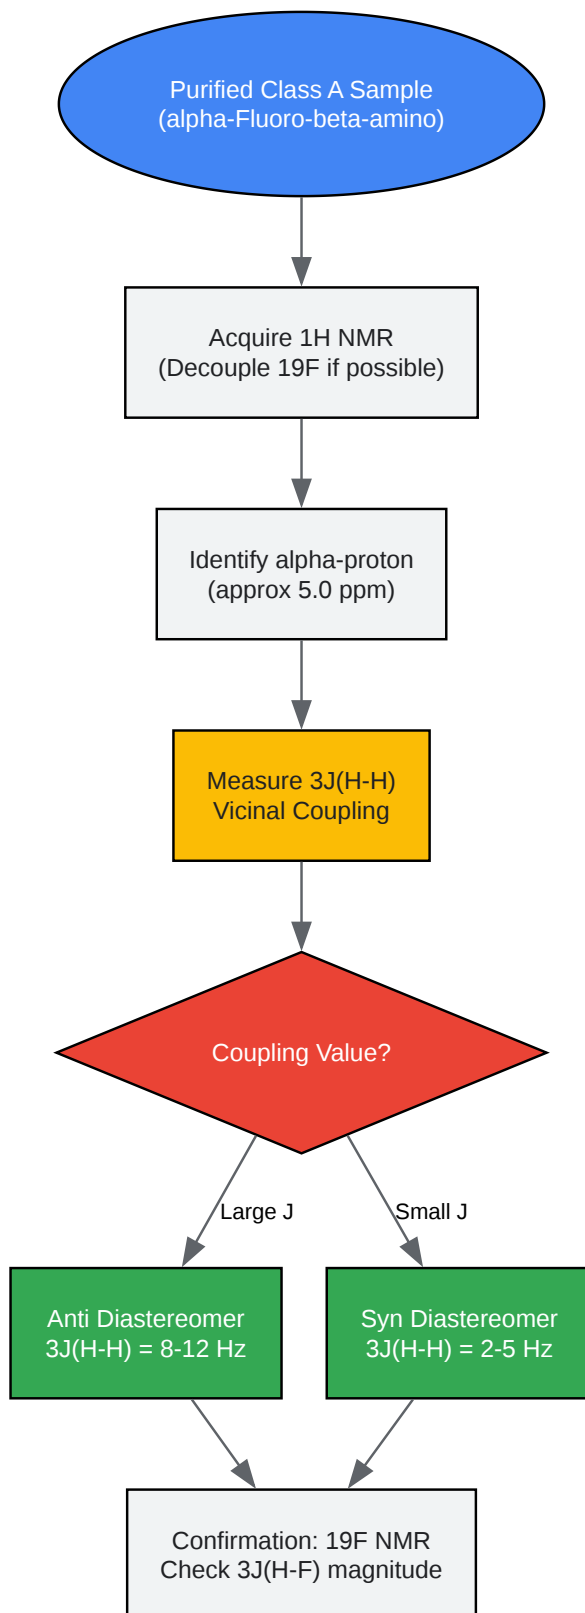 Purified Class A Sample
(alpha-Fluoro-beta-amino)
Acquire 1H NMR
(Decouple 19F if possible)
Identify alpha-proton
(approx 5.0 ppm)
Measure 3J(H-H)
Vicinal Coupling
Coupling Value?
Large J
Small J
Anti Diastereomer
3J(H-H) = 8-12 Hz
Syn Diastereomer
3J(H-H) = 2-5 Hz
Confirmation: 19F NMR
Check 3J(H-F) magnitude